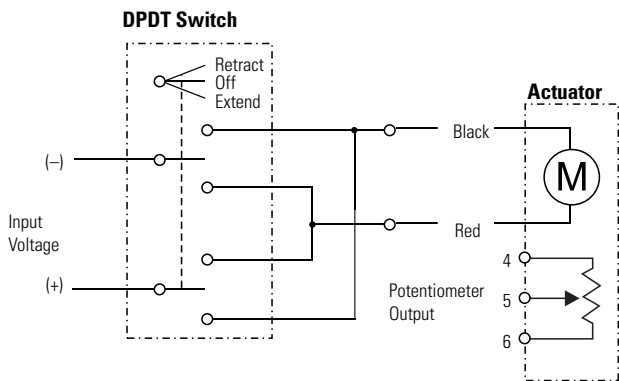 DPDT Switch
Retract
Off
Extend
Actuator
(–)
Black
M
Input
Voltage
Red
(+)
Potentiometer
Output
4
5
6